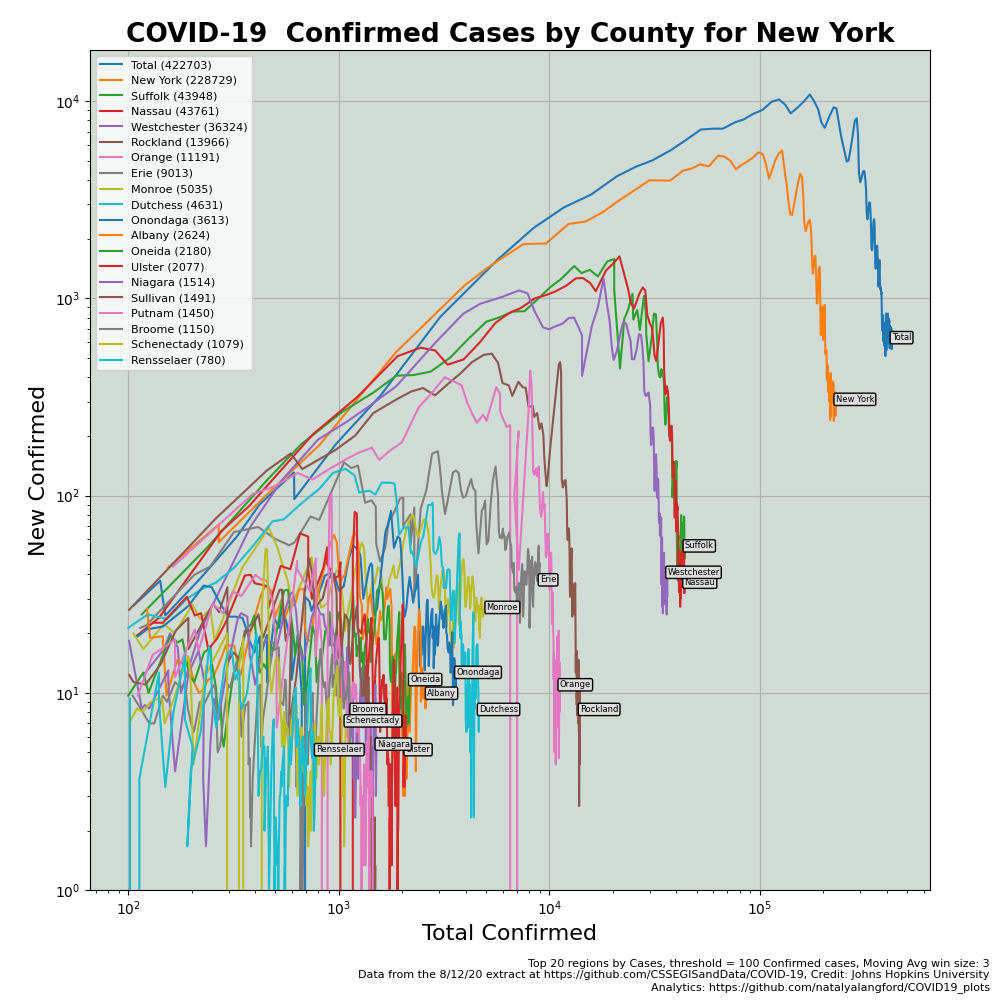 COVID-19  Confirmed Cases by County for New York
Total (422703)
New York (228729)
Suffolk (43948)
Nassau (43761)
Westchester (36324)
Rockland (13966)
Orange (11191)
Erie (9013)
Monroe (5035)
Dutchess (4631)
Onondaga (3613)
Albany (2624)
Oneida (2180)
Ulster (2077)
Niagara (1514)
Sullivan (1491)
Putnam (1450)
Broome (1150)
Schenectady (1079)
Rensselaer (780)
New Confirmed
10⁴
10³
10²
10¹
10⁰
Total
New York
Suffolk
Westchester
Nassau
Erie
Monroe
Oneida
Onondaga
Albany
Orange
Broome
Dutchess
Rockland
Schenectady
Rensselaer
Niagara
Ulster
10²
10³
10⁴
10⁵
Total Confirmed
Top 20 regions by Cases, threshold = 100 Confirmed cases, Moving Avg win size: 3
Data from the 8/12/20 extract at https://github.com/CSSEGISandData/COVID-19, Credit: Johns Hopkins University
Analytics: https://github.com/natalyalangford/COVID19_plots